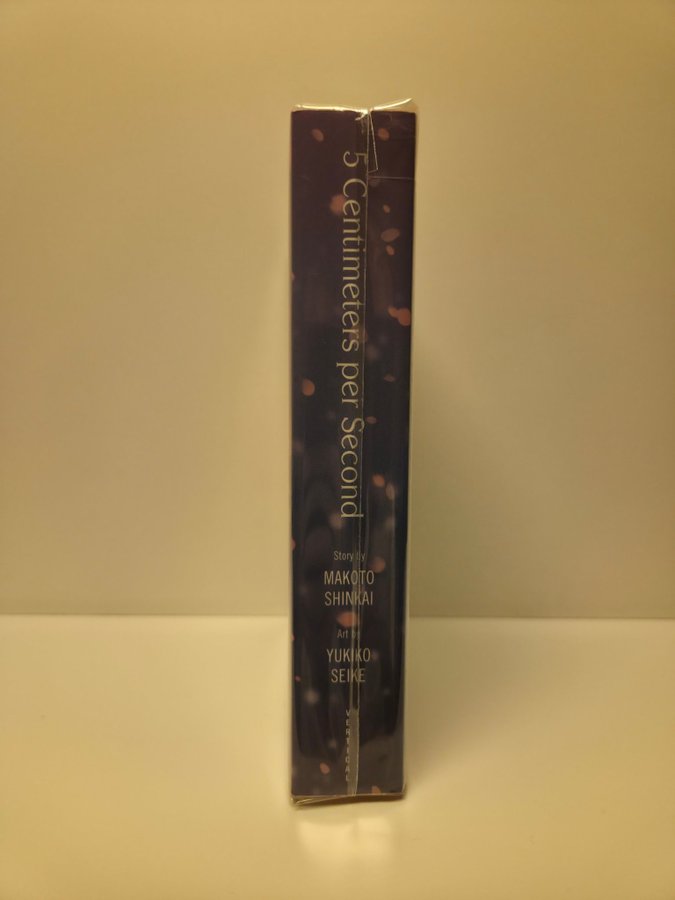 5 Centimeters per Second
Story by
MAKOTO
SHINKAI
Art by
YUKIKO
SEIKE
VERTICAL